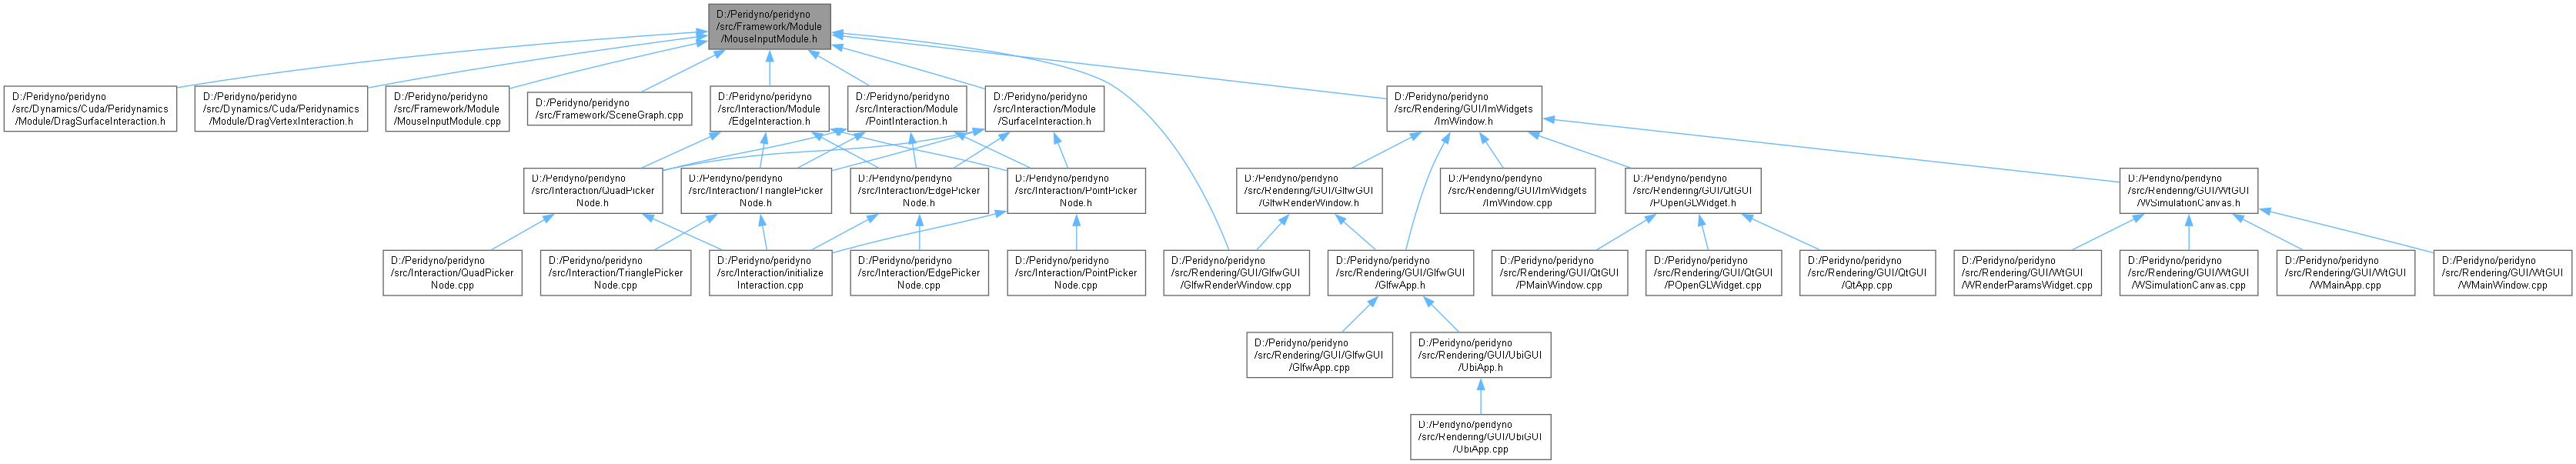 D:/Peridyno/peridyno
/src/Framework/Module
/MouseInputModule.h
D:/Peridyno/peridyno
/src/Dynamics/Cuda/Peridynamics
/Module/DragSurfaceInteraction.h
D:/Peridyno/peridyno
/src/Dynamics/Cuda/Peridynamics
/Module/DragVertexInteraction.h
D:/Peridyno/peridyno
/src/Framework/Module
/MouseInputModule.cpp
D:/Peridyno/peridyno
/src/Framework/SceneGraph.cpp
D:/Peridyno/peridyno
/src/Interaction/Module
/EdgeInteraction.h
D:/Peridyno/peridyno
/src/Interaction/Module
/PointInteraction.h
D:/Peridyno/peridyno
/src/Interaction/Module
/SurfaceInteraction.h
D:/Peridyno/peridyno
/src/Rendering/GUI/ImWidgets
/ImWindow.h
D:/Peridyno/peridyno
/src/Interaction/QuadPicker
Node.h
D:/Peridyno/peridyno
/src/Interaction/TrianglePicker
Node.h
D:/Peridyno/peridyno
/src/Interaction/EdgePicker
Node.h
D:/Peridyno/peridyno
/src/Interaction/PointPicker
Node.h
D:/Peridyno/peridyno
/src/Rendering/GUI/GlfwGUI
/GlfwRenderWindow.h
D:/Peridyno/peridyno
/src/Rendering/GUI/ImWidgets
/ImWindow.cpp
D:/Peridyno/peridyno
/src/Rendering/GUI/QtGUI
/POpenGLWidget.h
D:/Peridyno/peridyno
/src/Rendering/GUI/WtGUI
/WSimulationCanvas.h
D:/Peridyno/peridyno
/src/Interaction/QuadPicker
Node.cpp
D:/Peridyno/peridyno
/src/Interaction/TrianglePicker
Node.cpp
D:/Peridyno/peridyno
/src/Interaction/initialize
Interaction.cpp
D:/Peridyno/peridyno
/src/Interaction/EdgePicker
Node.cpp
D:/Peridyno/peridyno
/src/Interaction/PointPicker
Node.cpp
D:/Peridyno/peridyno
/src/Rendering/GUI/GlfwGUI
/GlfwRenderWindow.cpp
D:/Peridyno/peridyno
/src/Rendering/GUI/GlfwGUI
/GlfwApp.h
D:/Peridyno/peridyno
/src/Rendering/GUI/QtGUI
/PMainWindow.cpp
D:/Peridyno/peridyno
/src/Rendering/GUI/QtGUI
/POpenGLWidget.cpp
D:/Peridyno/peridyno
/src/Rendering/GUI/QtGUI
/QtApp.cpp
D:/Peridyno/peridyno
/src/Rendering/GUI/WtGUI
/WRenderParamsWidget.cpp
D:/Peridyno/peridyno
/src/Rendering/GUI/WtGUI
/WSimulationCanvas.cpp
D:/Peridyno/peridyno
/src/Rendering/GUI/WtGUI
/WMainApp.cpp
D:/Peridyno/peridyno
/src/Rendering/GUI/WtGUI
/WMainWindow.cpp
D:/Peridyno/peridyno
/src/Rendering/GUI/GlfwGUI
/GlfwApp.cpp
D:/Peridyno/peridyno
/src/Rendering/GUI/UbiGUI
/UbiApp.h
D:/Peridyno/peridyno
/src/Rendering/GUI/UbiGUI
/UbiApp.cpp